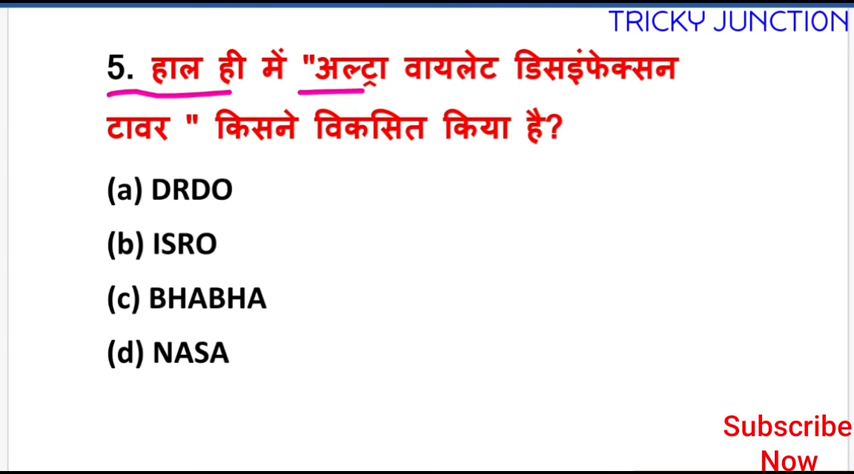 TRICKY JUNCTION
5. हाल ही में "अल्ट्रा वायलेट डिसइंफेक्सन
टावर " किसने विकसित किया है?
(a) DRDO
(b) ISRO
(c) BHABHA
(d) NASA
Subscribe
Now